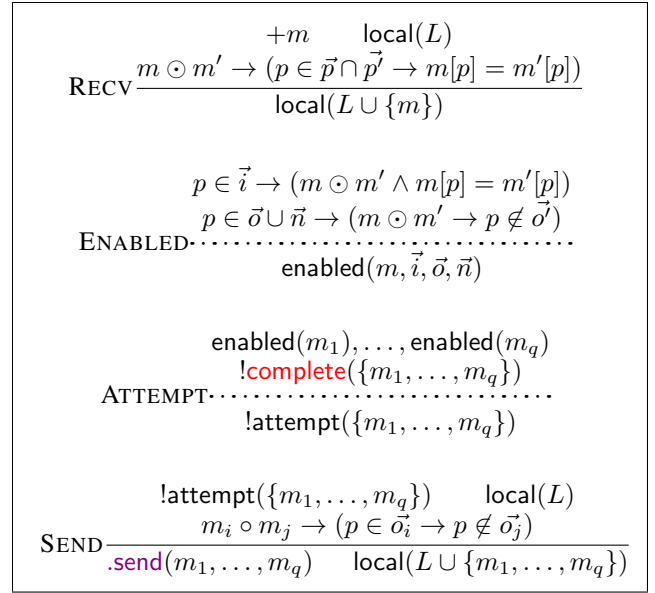 +m local(L)
m ⊙ m′ → (p ∈ p⃗ ∩ p⃗′ → m[p] = m′[p])
RECV
local(L ∪ {m})
p ∈ i⃗ → (m ⊙ m′ ∧ m[p] = m′[p])
p ∈ o⃗ ∪ n⃗ → (m ⊙ m′ → p ∉ o⃗′)
ENABLED
enabled(m, i⃗, o⃗, n⃗)
enabled(m₁), . . . , enabled(m_q)
!complete({m₁, . . . , m_q})
ATTEMPT
!attempt({m₁, . . . , m_q})
!attempt({m₁, . . . , m_q}) local(L)
m_i ∘ m_j → (p ∈ o⃗_i → p ∉ o⃗_j)
SEND
.send(m₁, . . . , m_q) local(L ∪ {m₁, . . . , m_q})